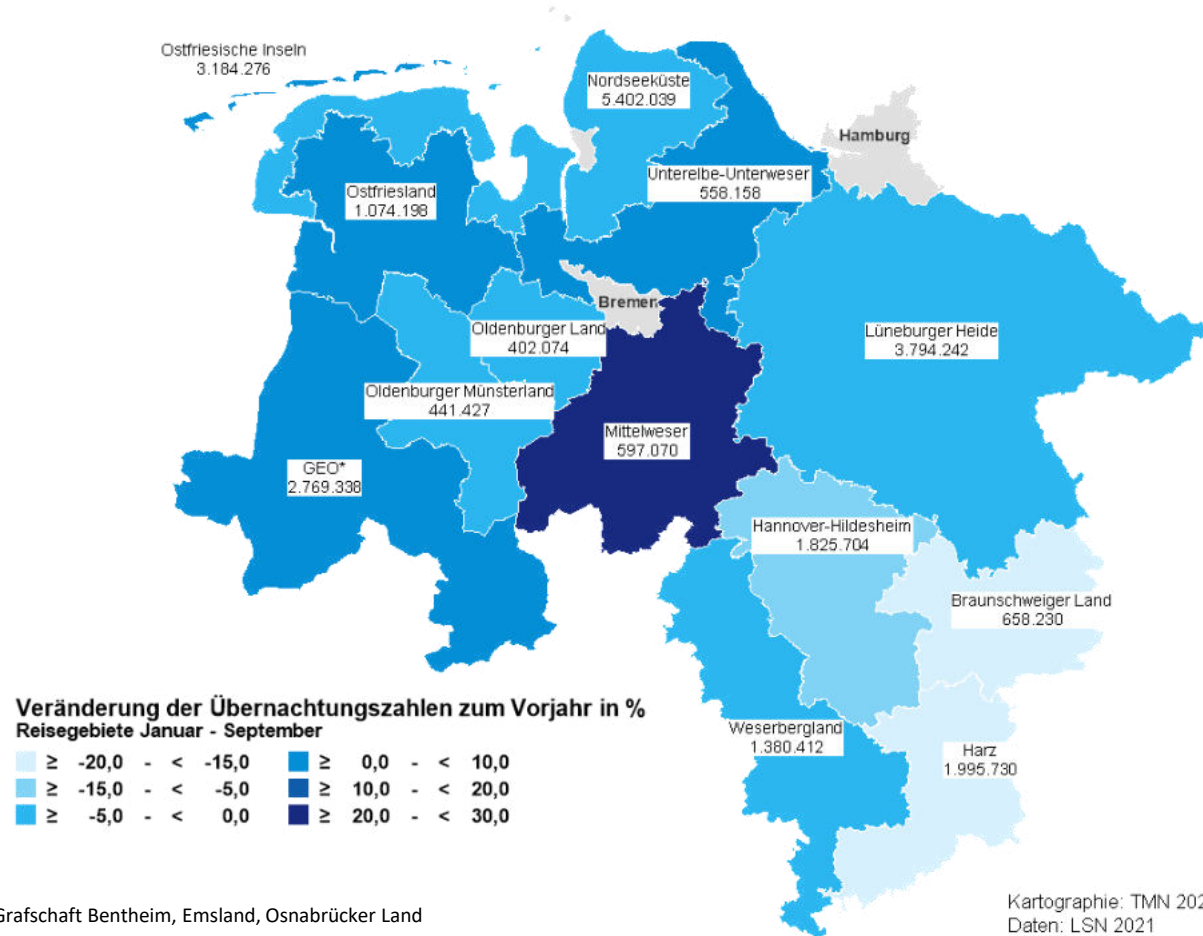 Ostfriesische Inseln
3.184.276
Nordseeküste
5.402.039
Hamburg
Unterelbe-Unterweser
558.158
Ostfriesland
1.074.198
Bremen
Oldenburger Land
402.074
Lüneburger Heide
3.794.242
Oldenburger Münsterland
441.427
Mittelweser
597.070
GEO*
2.769.338
Hannover-Hildesheim
1.825.704
Braunschweiger Land
658.230
Weserbergland
1.380.412
Harz
1.995.730
Veränderung der Übernachtungszahlen zum Vorjahr in %
Reisegebiete Januar - September
≥ -20,0 - < -15,0
≥ -15,0 - < -5,0
≥ -5,0 - < 0,0
≥ 0,0 - < 10,0
≥ 10,0 - < 20,0
≥ 20,0 - < 30,0
Grafschaft Bentheim, Emsland, Osnabrücker Land
Kartographie: TMN 202
Daten: LSN 2021